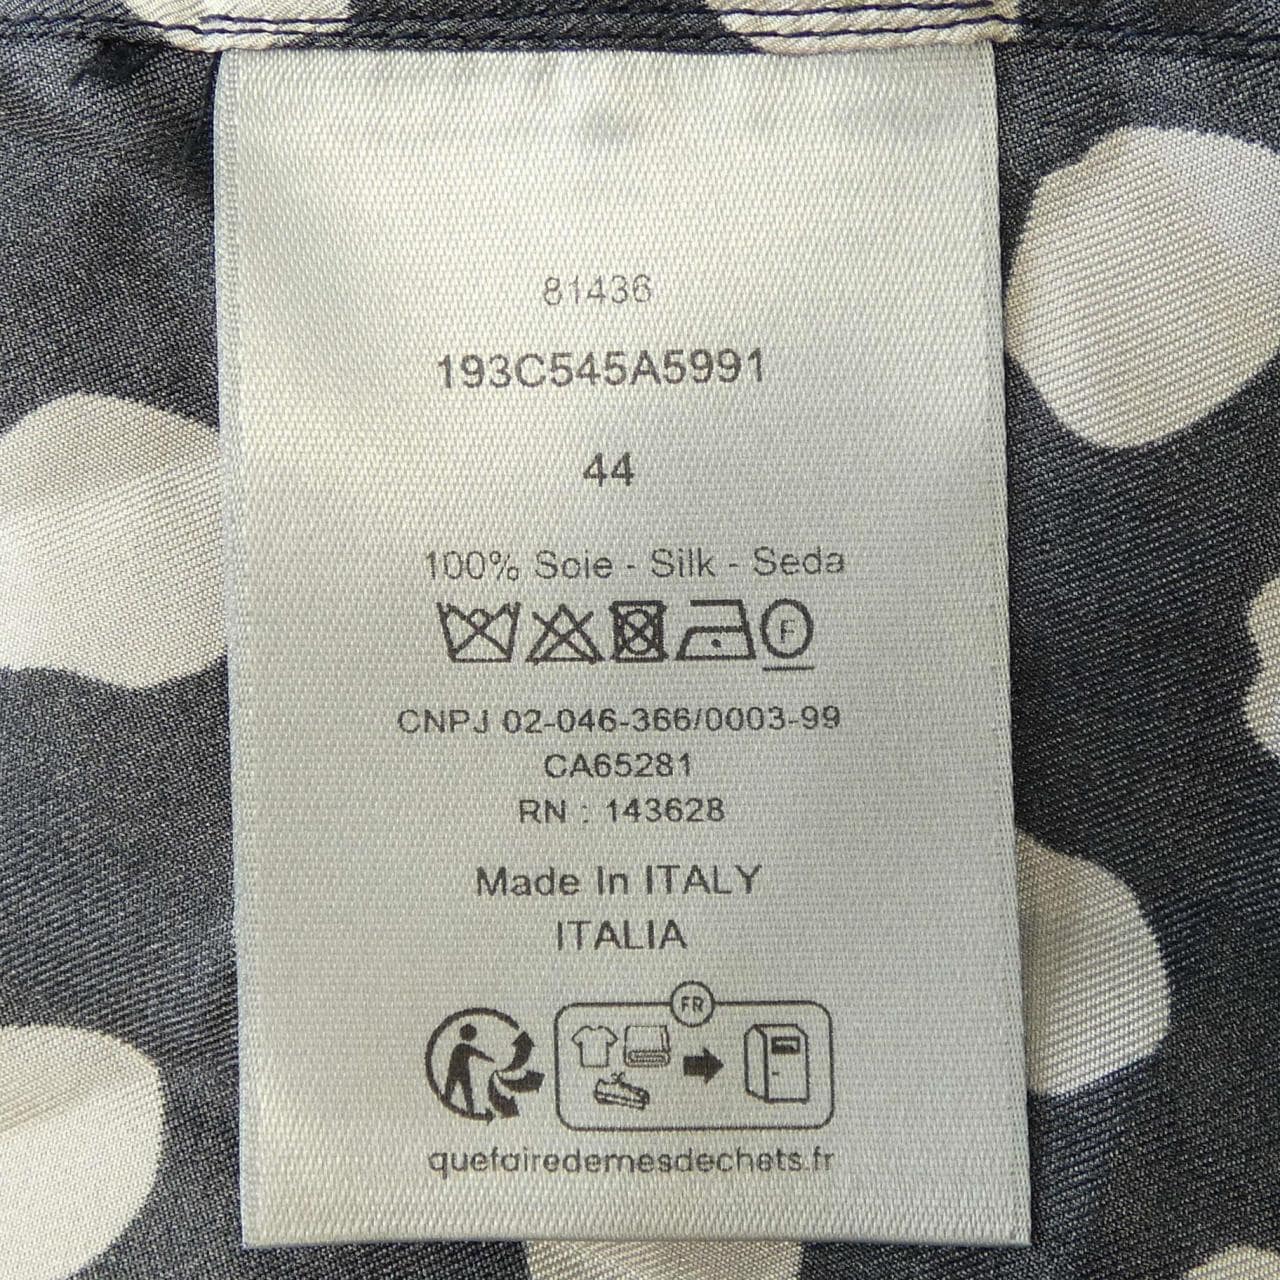 81436
193C545A5991
44
100% Soie - Silk - Seda
F
CNPJ 02-046-366/0003-99
CA65281
RN : 143628
Made In ITALY
ITALIA
FR
quefairedemesdechets.fr